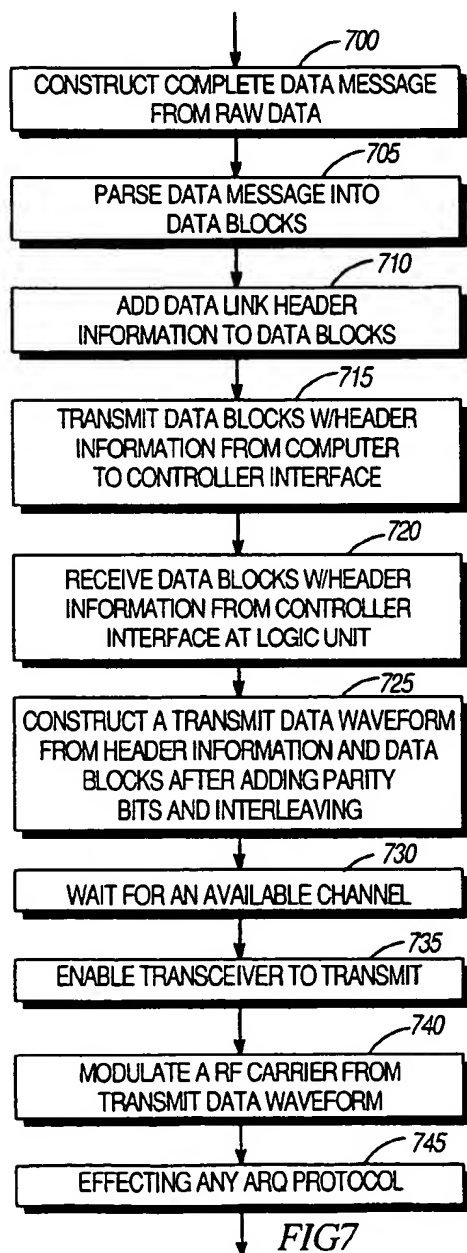 700
CONSTRUCT COMPLETE DATA MESSAGE
FROM RAW DATA
705
PARSE DATA MESSAGE INTO
DATA BLOCKS
710
ADD DATA LINK HEADER
INFORMATION TO DATA BLOCKS
715
TRANSMIT DATA BLOCKS W/HEADER
INFORMATION FROM COMPUTER
TO CONTROLLER INTERFACE
720
RECEIVE DATA BLOCKS W/HEADER
INFORMATION FROM CONTROLLER
INTERFACE AT LOGIC UNIT
725
CONSTRUCT A TRANSMIT DATA WAVEFORM
FROM HEADER INFORMATION AND DATA
BLOCKS AFTER ADDING PARITY
BITS AND INTERLEAVING
730
WAIT FOR AN AVAILABLE CHANNEL
735
ENABLE TRANSCEIVER TO TRANSMIT
740
MODULATE A RF CARRIER FROM
TRANSMIT DATA WAVEFORM
745
EFFECTING ANY ARQ PROTOCOL
FIG7